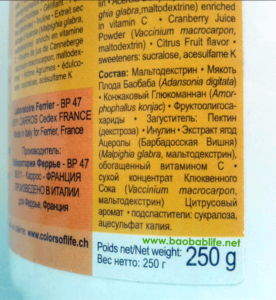 glabra, maltodextrine) enriched
in vitamin C • Cranberry Juice
Powder (Vaccinium macrocarpon,
maltodextrin) • Citrus Fruit flavor •
sweeteners: sucralose, acesulfame K
Состав: Мальтодекстрин • Мякоть
Плода Баобаба (Adansonia digitata)
• Конжаковый Глюкоманнан (Amor-
phophallus konjac) • Фруктоолигоса-
хариды • Загуститель: Пектин
(декстроза) • Инулин • Экстракт ягод
Ацеролы (Барбадосская Вишня)
(Malpighia glabra, мальтодекстрин),
обогащенный витамином С •
сухой концентрат Клюквенного
Сока (Vaccinium macrocarpon,
мальтодекстрин) Цитрусовый
аромат • подсластители: сукралоза,
ацесульфат калия.
Laboratoire Ferrier - BP 47
CARROS Cedex FRANCE
Made in Italy for Ferrier, France
Производитель:
Лаборатория Феррье - BP 47
- Каррос - ФРАНЦИЯ
ПРОИЗВЕДЕНО В ИТАЛИИ
для Феррье, Франция
www.colorsoflife.ch
www.baobablife.net
Poids net/Net weight: 250 g
Вес нетто: 250 г